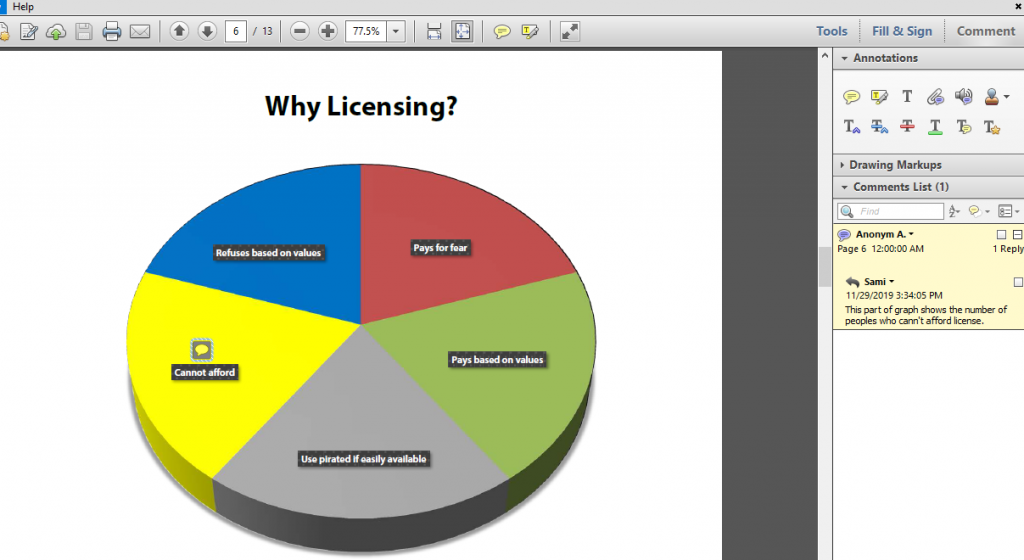 Help
6 / 13
77.5%
Tools
Fill & Sign
Comment
Annotations
Drawing Markups
Comments List (1)
Find
Anonym A.
Page 6 12:00:00 AM
1 Reply
Sami
11/29/2019 3:34:05 PM
This part of graph shows the number of
peoples who cann't afford license.
Why Licensing?
Refuses based on values
Pays for fear
Cannot afford
Pays based on values
Use pirated if easily available